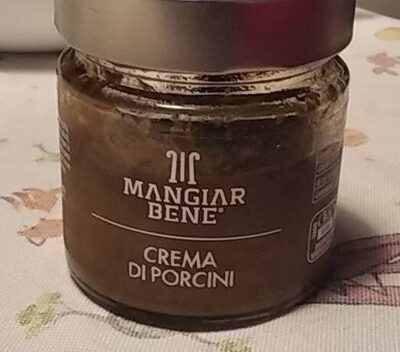 MANGIAR
BENE®
CREMA
DI PORCINI